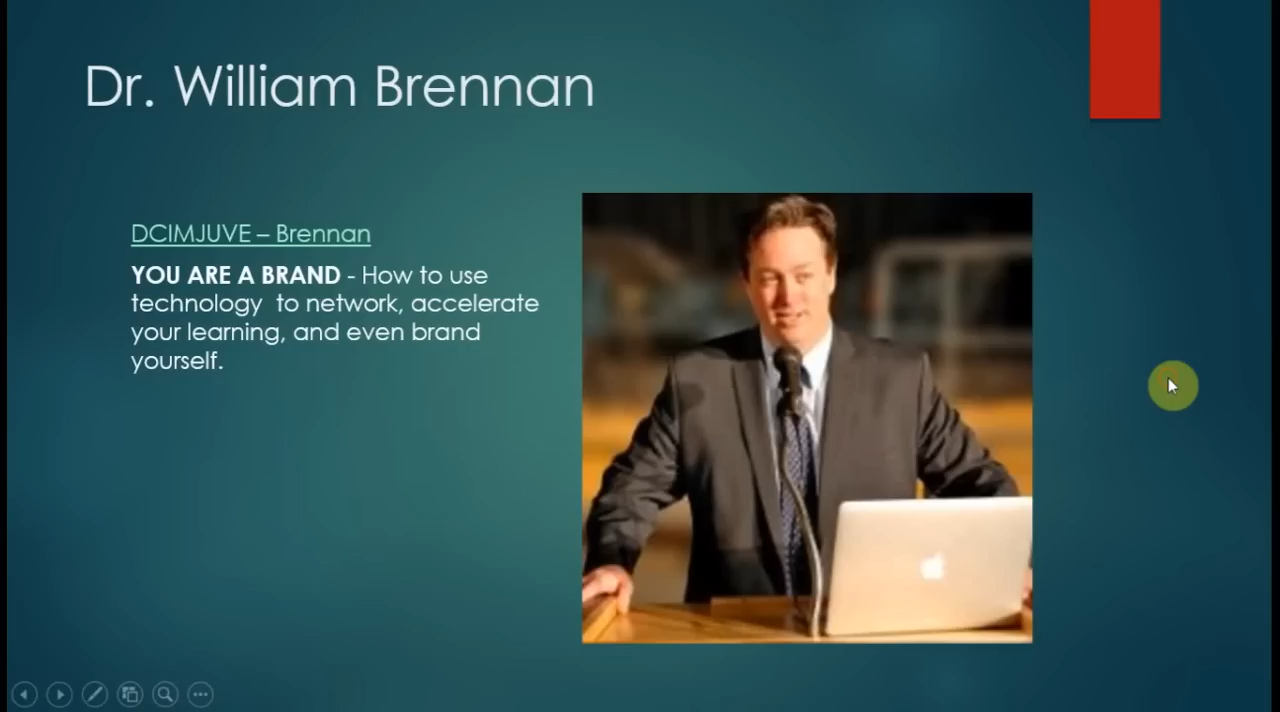 Dr. William Brennan
DCIMJUVE – Brennan
YOU ARE A BRAND - How to use
technology  to network, accelerate
your learning, and even brand
yourself.